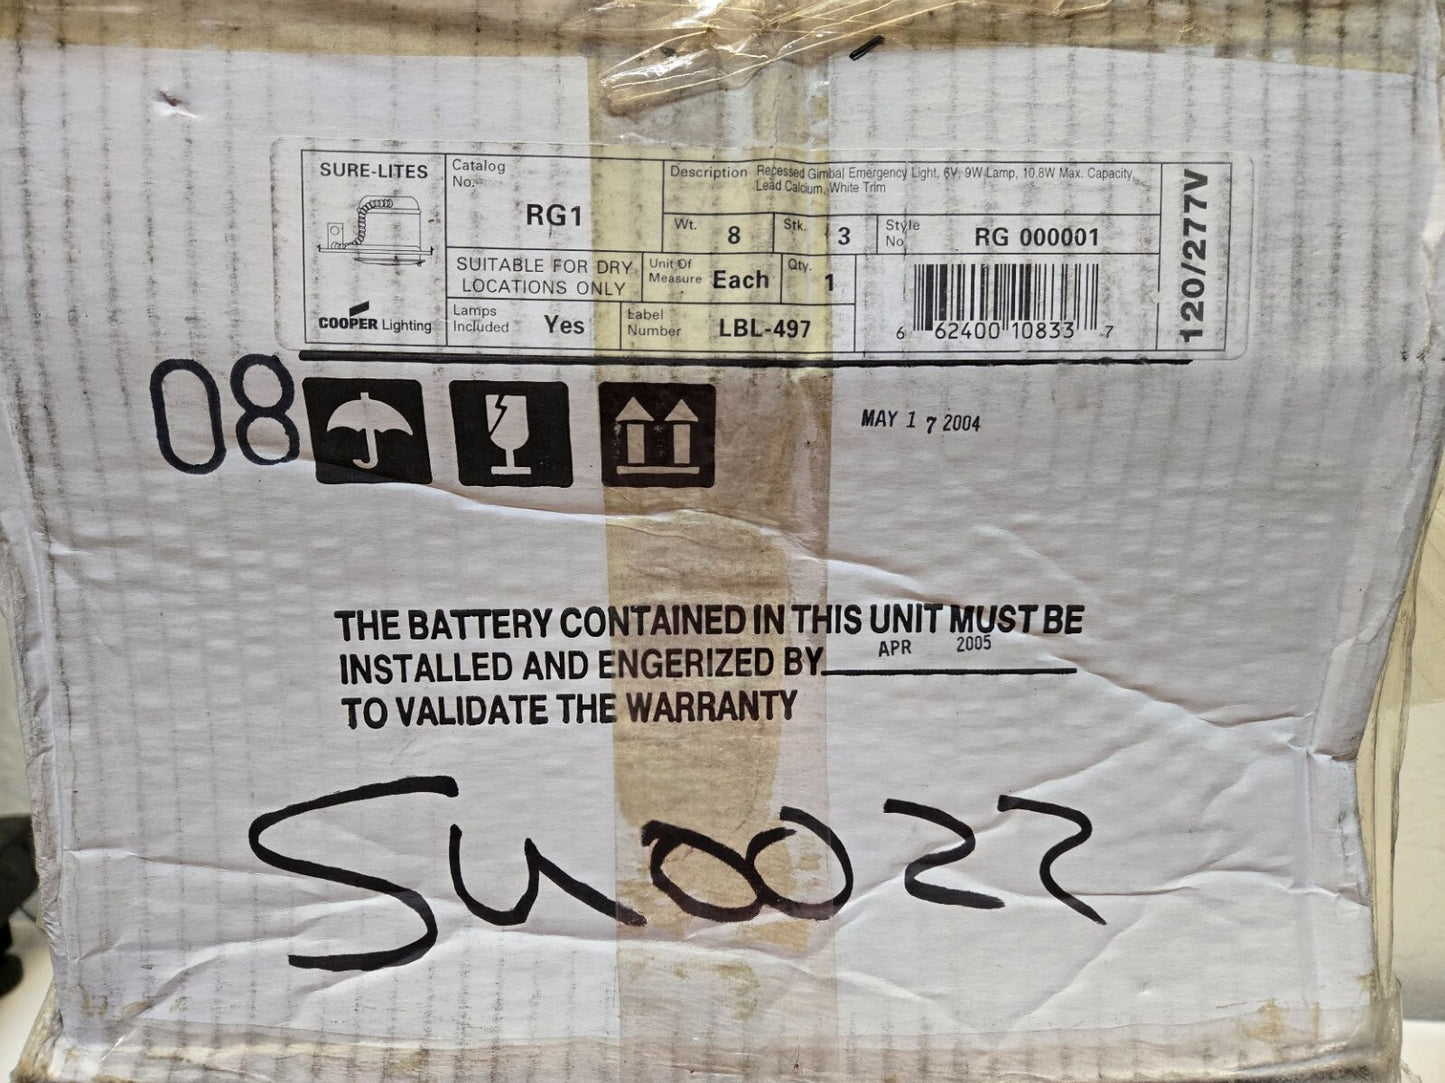 SURE-LITES
COOPER Lighting
Catalog
No.
RG1
SUITABLE FOR DRY
LOCATIONS ONLY
Lamps
Included Yes
Description Recessed Gimbal Emergency Light, 6V, 9W Lamp, 10.8W Max. Capacity,
Lead Calcium, White Trim
Wt. 8
Stk. 3
Style
No RG 000001
Unit Of
Measure Each
Qty. 1
Label
Number LBL-497
6 62400 10833 7
120/277V
08
MAY 17 2004
THE BATTERY CONTAINED IN THIS UNIT MUST BE
INSTALLED AND ENGERIZED BY APR 2005
TO VALIDATE THE WARRANTY